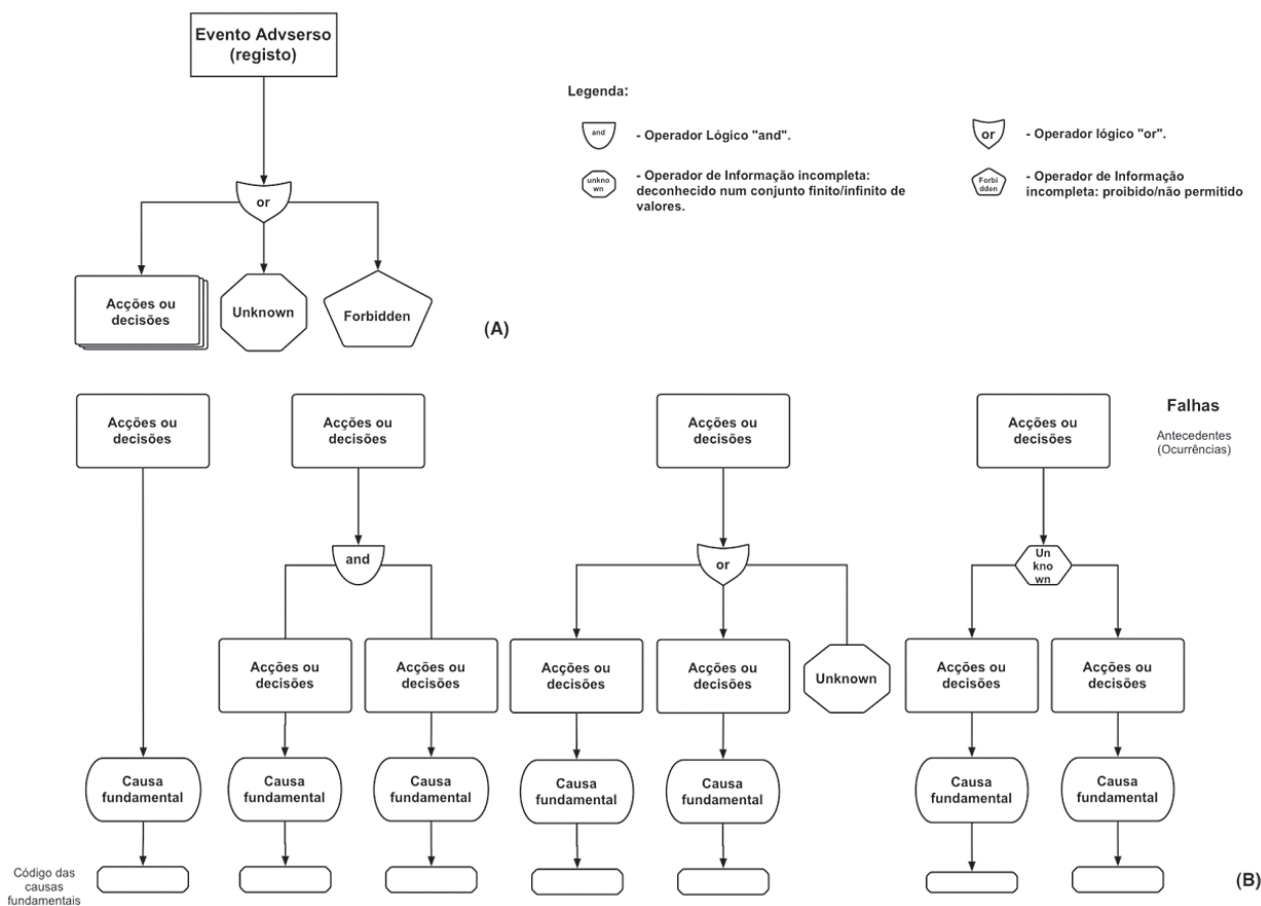 Evento Advserso
(registo)
or
Acções ou
decisões
Unknown
Forbidden
(A)
Legenda:
and
- Operador Lógico "and".
or
- Operador lógico "or".
unkno
wn
- Operador de Informação incompleta:
deconhecido num conjunto finito/infinito de
valores.
Forbi
dden
- Operador de Informação
incompleta: proibido/não permitido
Acções ou
decisões
Acções ou
decisões
Acções ou
decisões
Acções ou
decisões
Falhas
Antecedentes
(Ocurrências)
and
or
Un
kno
wn
Acções ou
decisões
Acções ou
decisões
Acções ou
decisões
Acções ou
decisões
Unknown
Acções ou
decisões
Acções ou
decisões
Causa
fundamental
Causa
fundamental
Causa
fundamental
Causa
fundamental
Causa
fundamental
Causa
fundamental
Causa
fundamental
Código das
causas
fundamentais
(B)